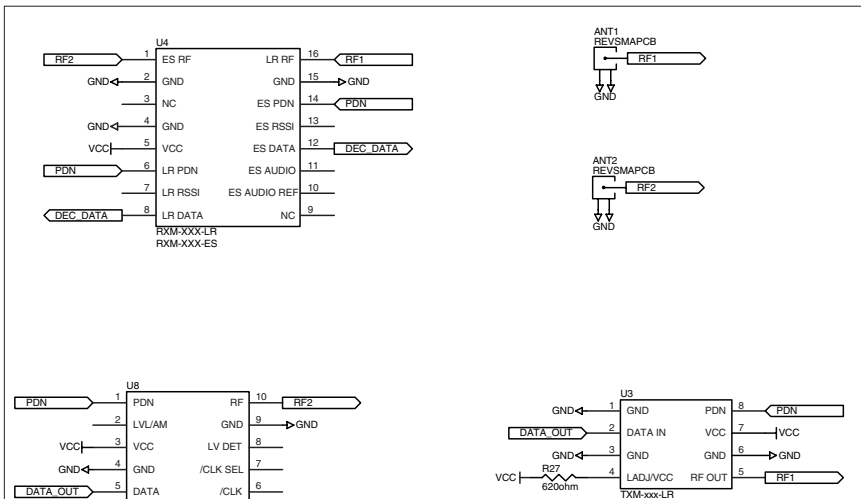 U4
RF2 1 ES RF LR RF 16 RF1
GND 2 GND GND 15 GND
3 NC ES PDN 14 PDN
GND 4 GND ES RSSI 13
VCC 5 VCC ES DATA 12 DEC_DATA
PDN 6 LR PDN ES AUDIO 11
7 LR RSSI ES AUDIO REF 10
DEC_DATA 8 LR DATA NC 9
RXM-XXX-LR
RXM-XXX-ES
ANT1
REVSMAPCB
RF1
GND
ANT2
REVSMAPCB
RF2
GND
U8
PDN 1 PDN RF 10 RF2
2 LVL/AM GND 9 GND
VCC 3 VCC LV DET 8
GND 4 GND /CLK SEL 7
DATA_OUT 5 DATA /CLK 6
U3
GND 1 GND PDN 8 PDN
DATA_OUT 2 DATA IN VCC 7 VCC
GND 3 GND GND 6 GND
VCC R27 4 LADJ/VCC RF OUT 5 RF1
620ohm
TXM-xxx-LR